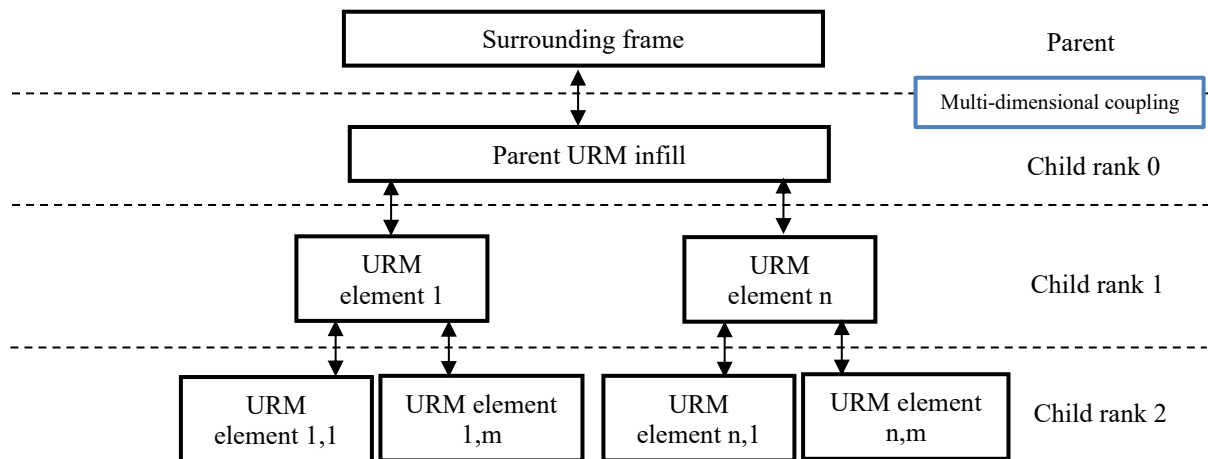 Surrounding frame
Parent
Multi-dimensional coupling
Parent URM infill
Child rank 0
URM
element 1
URM
element n
Child rank 1
URM
element 1,1
URM element
1,m
URM
element n,1
URM element
n,m
Child rank 2